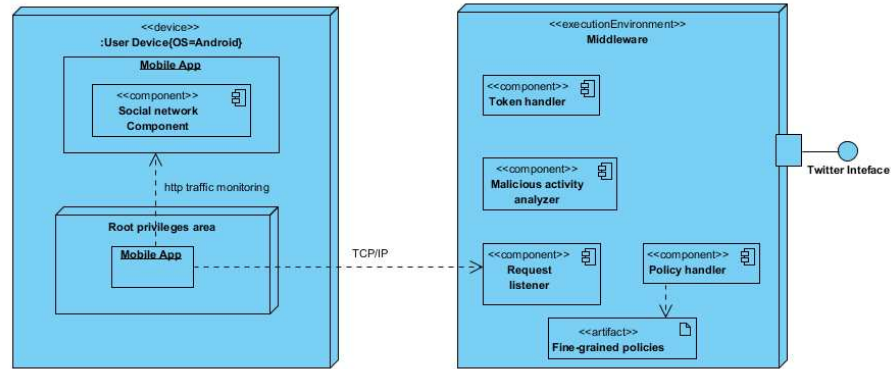 <<device>>
:User Device{OS=Android}
Mobile App
<<component>>
Social network
Component
http traffic monitoring
Root privileges area
Mobile App
TCP/IP
<<executionEnvironment>>
Middleware
<<component>>
Token handler
<<component>>
Malicious activity
analyzer
<<component>>
Request
listener
<<component>>
Policy handler
<<artifact>>
Fine-grained policies
Twitter Inteface